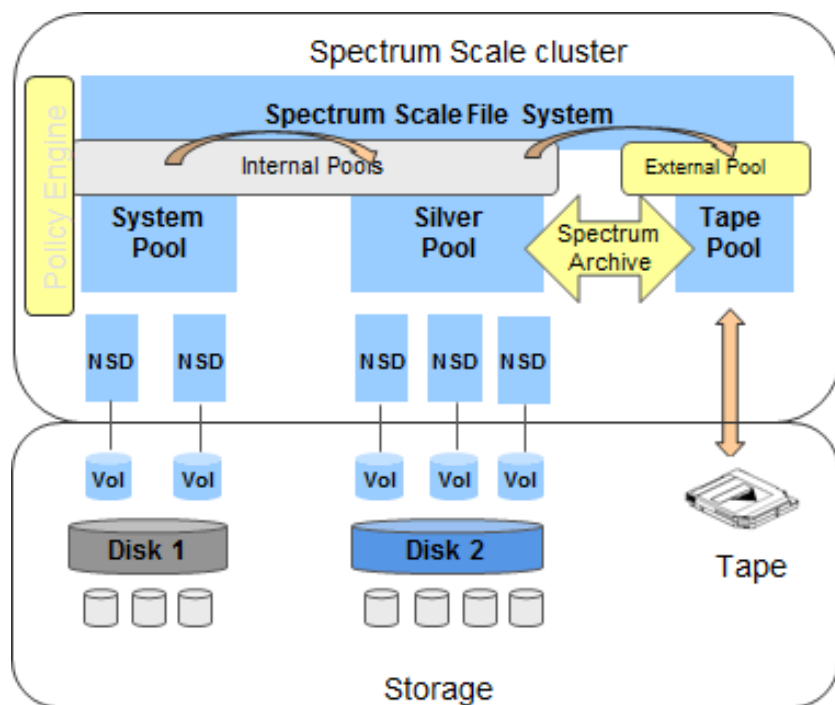 Spectrum Scale cluster
Policy Engine
Spectrum Scale File System
Internal Pools
External Pool
System
Pool
Silver
Pool
Spectrum
Archive
Tape
Pool
NSD
NSD
NSD
NSD
NSD
Vol
Vol
Vol
Vol
Vol
Disk 1
Disk 2
Tape
Storage